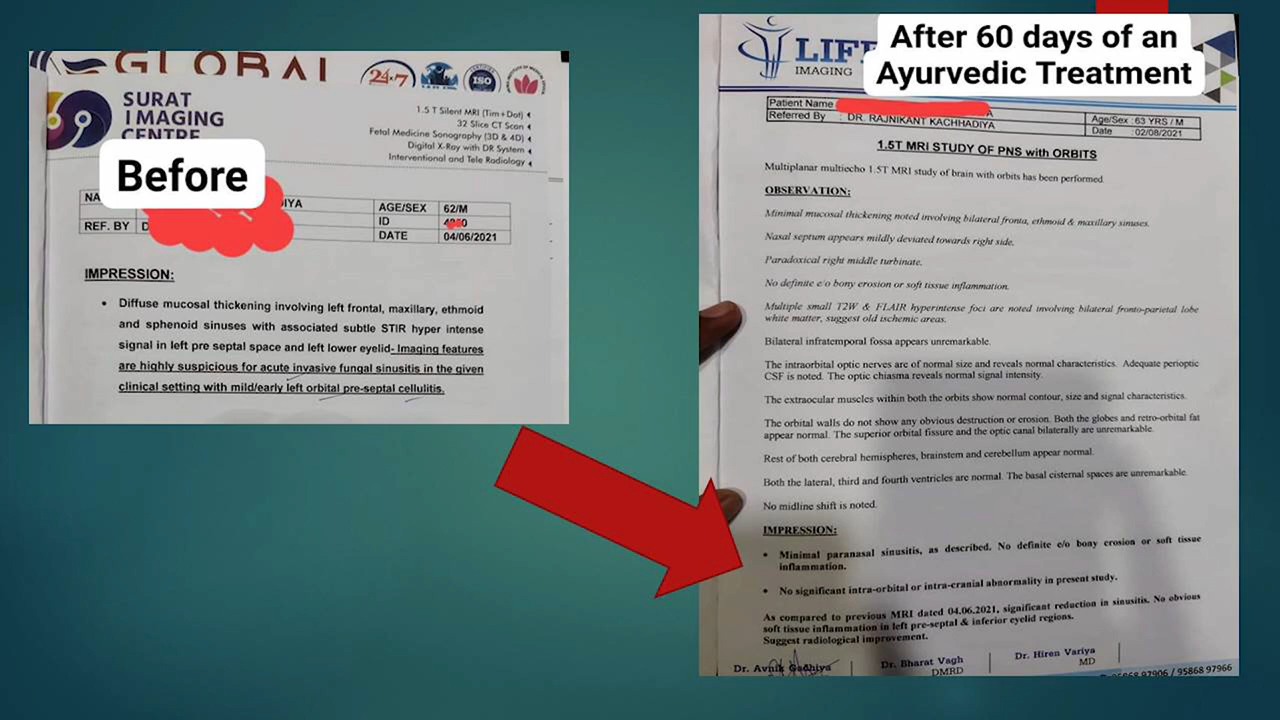 GLOBAL
24×7
ISO
SURAT
IMAGING
CENTRE
1.5 T Silent MRI (Tim+Dot)
32 Slice CT Scan
Fetal Medicine Sonography (3D & 4D)
Digital X-Ray with DR System
Interventional and Tele Radiology
Before
NA IYA AGE/SEX 62/M
REF. BY D ID
DATE 04/06/2021
IMPRESSION:
• Diffuse mucosal thickening involving left frontal, maxillary, ethmoid
and sphenoid sinuses with associated subtle STIR hyper intense
signal in left pre septal space and left lower eyelid- Imaging features
are highly suspicious for acute invasive fungal sinusitis in the given
clinical setting with mild/early left orbital pre-septal cellulitis.
LIF
IMAGING
After 60 days of an
Ayurvedic Treatment
Patient Name A
Referred By : DR. RAJNIKANT KACHHADIYA
Age/Sex : 63 YRS / M
Date : 02/08/2021
1.5T MRI STUDY OF PNS with ORBITS
Multiplanar multiecho 1.5T MRI study of brain with orbits has been performed.
OBSERVATION:
Minimal mucosal thickening noted involving bilateral fronta, ethmoid & maxillary sinuses.
Nasal septum appears mildly deviated towards right side.
Paradoxical right middle turbinate.
No definite e/o bony erosion or soft tissue inflammation.
Multiple small T2W & FLAIR hyperintense foci are noted involving bilateral fronto-parietal lobe
white matter, suggest old ischemic areas.
Bilateral infratemporal fossa appears unremarkable.
The intraorbital optic nerves are of normal size and reveals normal characteristics. Adequate perioptic
CSF is noted. The optic chiasma reveals normal signal intensity.
The extraocular muscles within both the orbits show normal contour, size and signal characteristics.
The orbital walls do not show any obvious destruction or erosion. Both the globes and retro-orbital fat
appear normal. The superior orbital fissure and the optic canal bilaterally are unremarkable.
Rest of both cerebral hemispheres, brainstem and cerebellum appear normal.
Both the lateral, third and fourth ventricles are normal. The basal cisternal spaces are unremarkable.
No midline shift is noted.
IMPRESSION:
• Minimal paranasal sinusitis, as described. No definite e/o bony erosion or soft tissue
inflammation.
• No significant intra-orbital or intra-cranial abnormality in present study.
As compared to previous MRI dated 04.06.2021, significant reduction in sinusitis. No obvious
soft tissue inflammation in left pre-septal & inferior eyelid regions.
Suggest radiological improvement.
Dr. Avnik Gadhiya
Dr. Bharat Vagh
DMRD
Dr. Hiren Variya
MD
97906 / 95868 97966